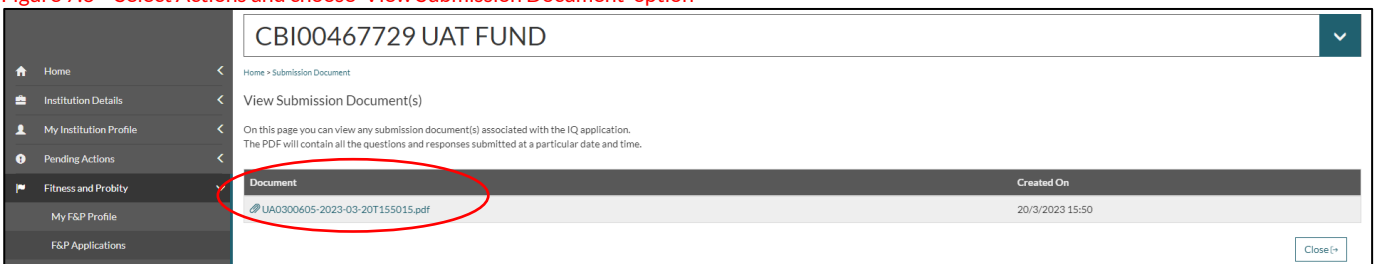 CBI00467729 UAT FUND
Home
Institution Details
My Institution Profile
Pending Actions
Fitness and Probity
My F&P Profile
F&P Applications
Home > Submission Document
View Submission Document(s)
On this page you can view any submission document(s) associated with the IQ application.
The PDF will contain all the questions and responses submitted at a particular date and time.
Document Created On
UA0300605-2023-03-20T155015.pdf 20/3/2023 15:50
Close